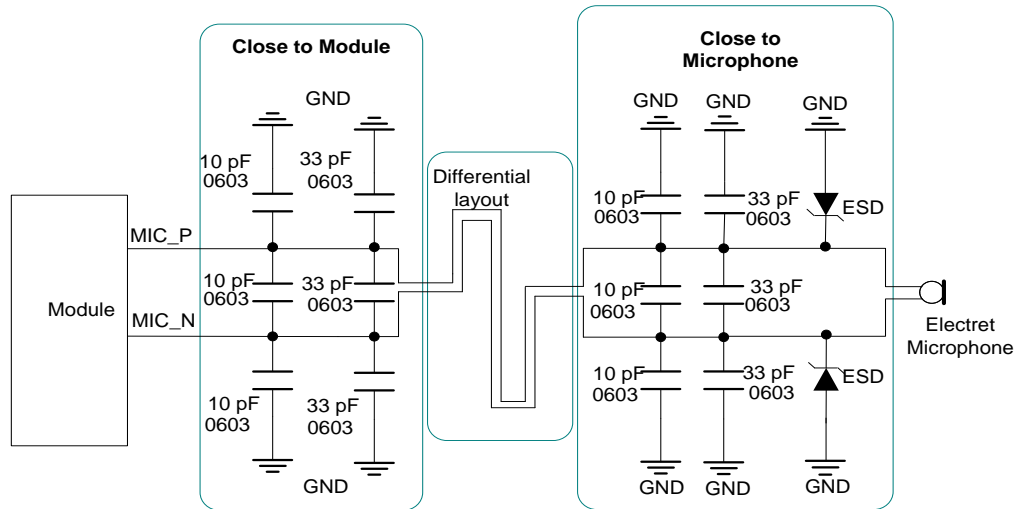 Close to Module
Close to
Microphone
GND
GND
GND
GND
10 pF
0603
33 pF
0603
Differential
layout
10 pF
0603
33 pF
0603
ESD
MIC_P
10 pF
0603
33 pF
0603
10 pF
0603
33 pF
0603
Module
MIC_N
Electret
Microphone
10 pF
0603
33 pF
0603
10 pF
0603
33 pF
0603
ESD
GND
GND
GND
GND